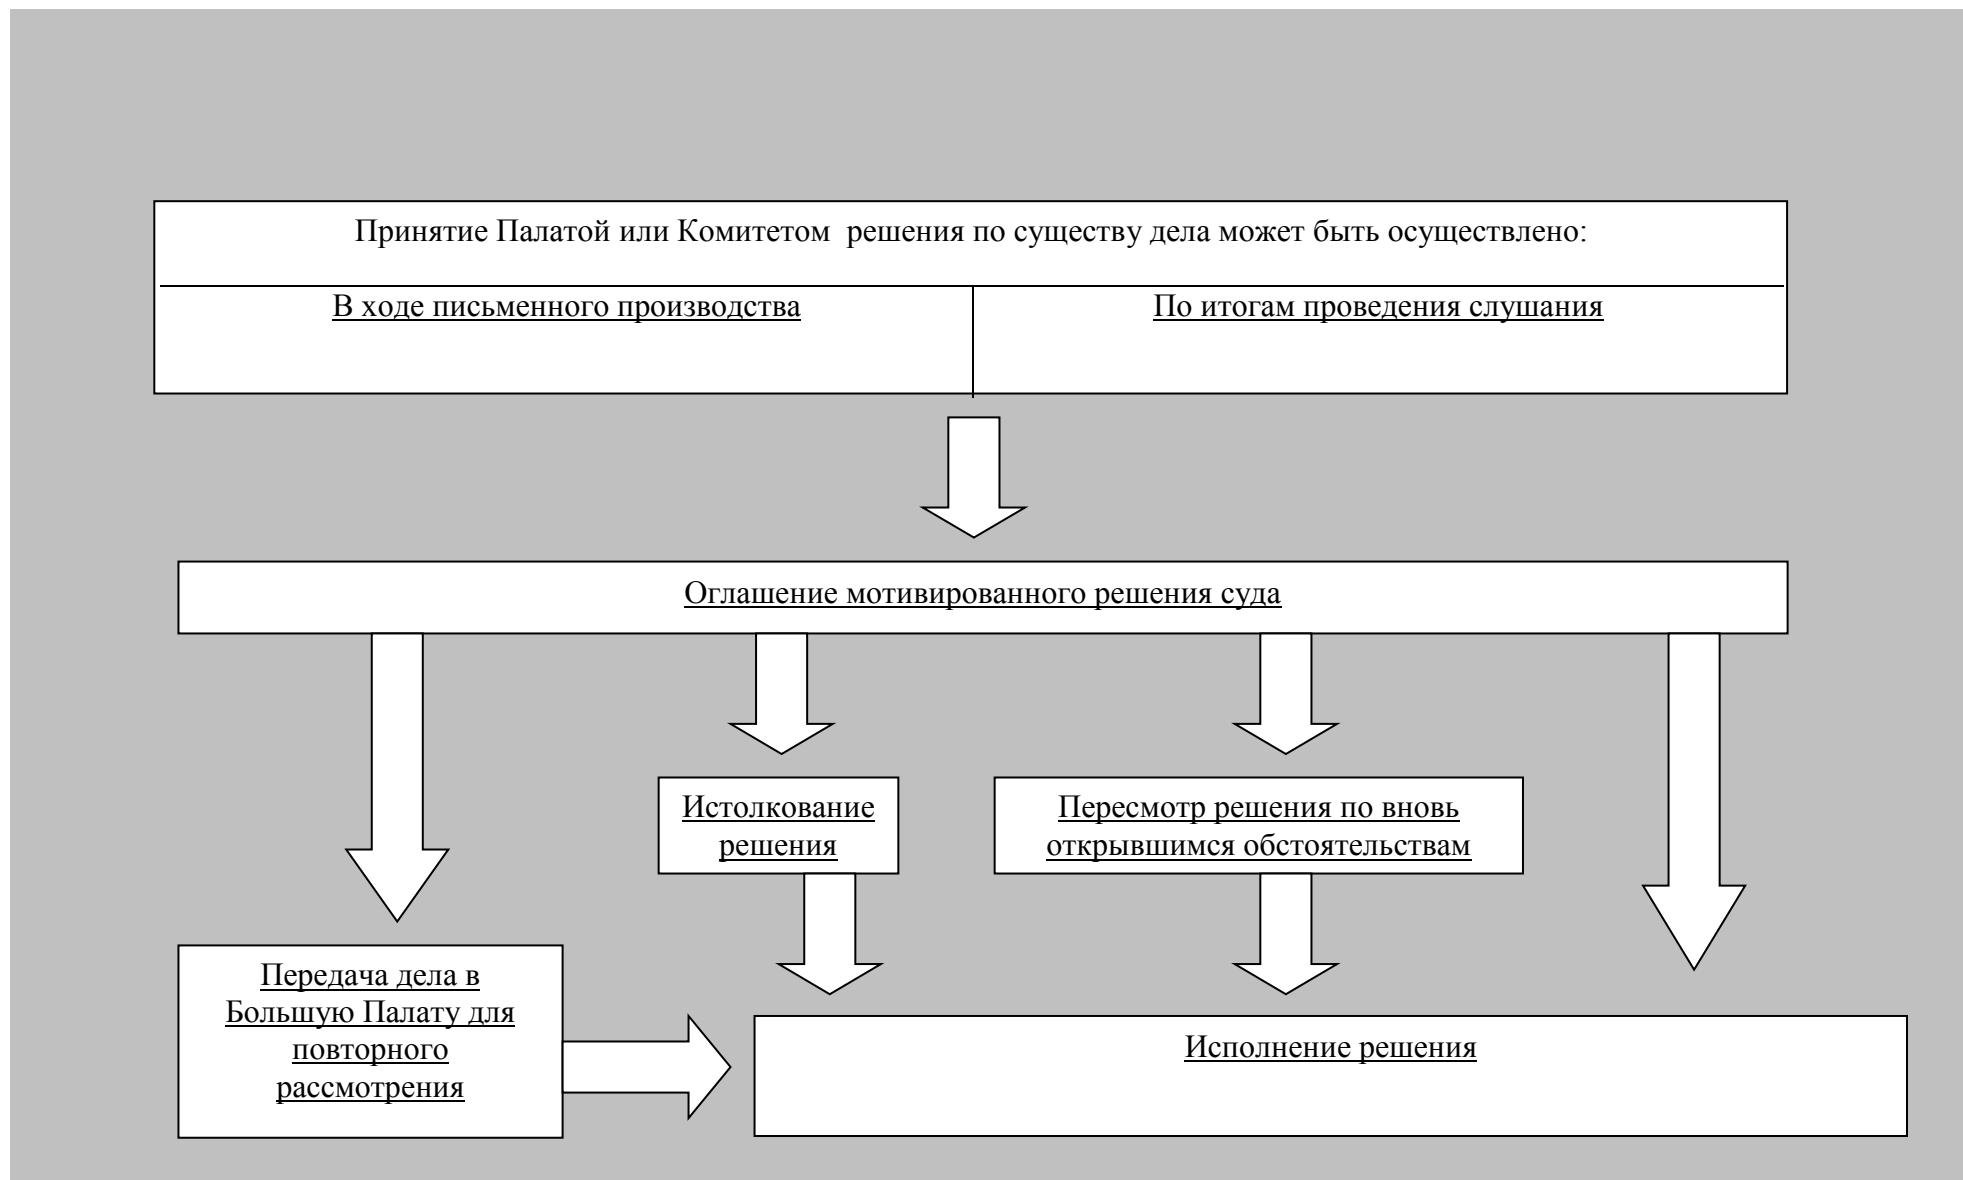 Принятие Палатой или Комитетом  решения по существу дела может быть осуществлено:
В ходе письменного производства
По итогам проведения слушания
Оглашение мотивированного решения суда
Истолкование
решения
Пересмотр решения по вновь
открывшимся обстоятельствам
Передача дела в
Большую Палату для
повторного
рассмотрения
Исполнение решения